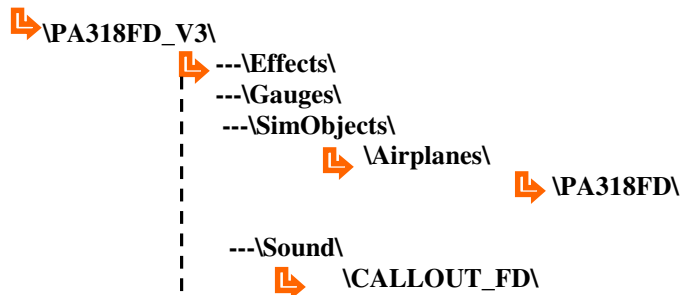 \PA318FD_V3\
---\Effects\
---\Gauges\
---\SimObjects\
\Airplanes\
\PA318FD\
---\Sound\
\CALLOUT_FD\